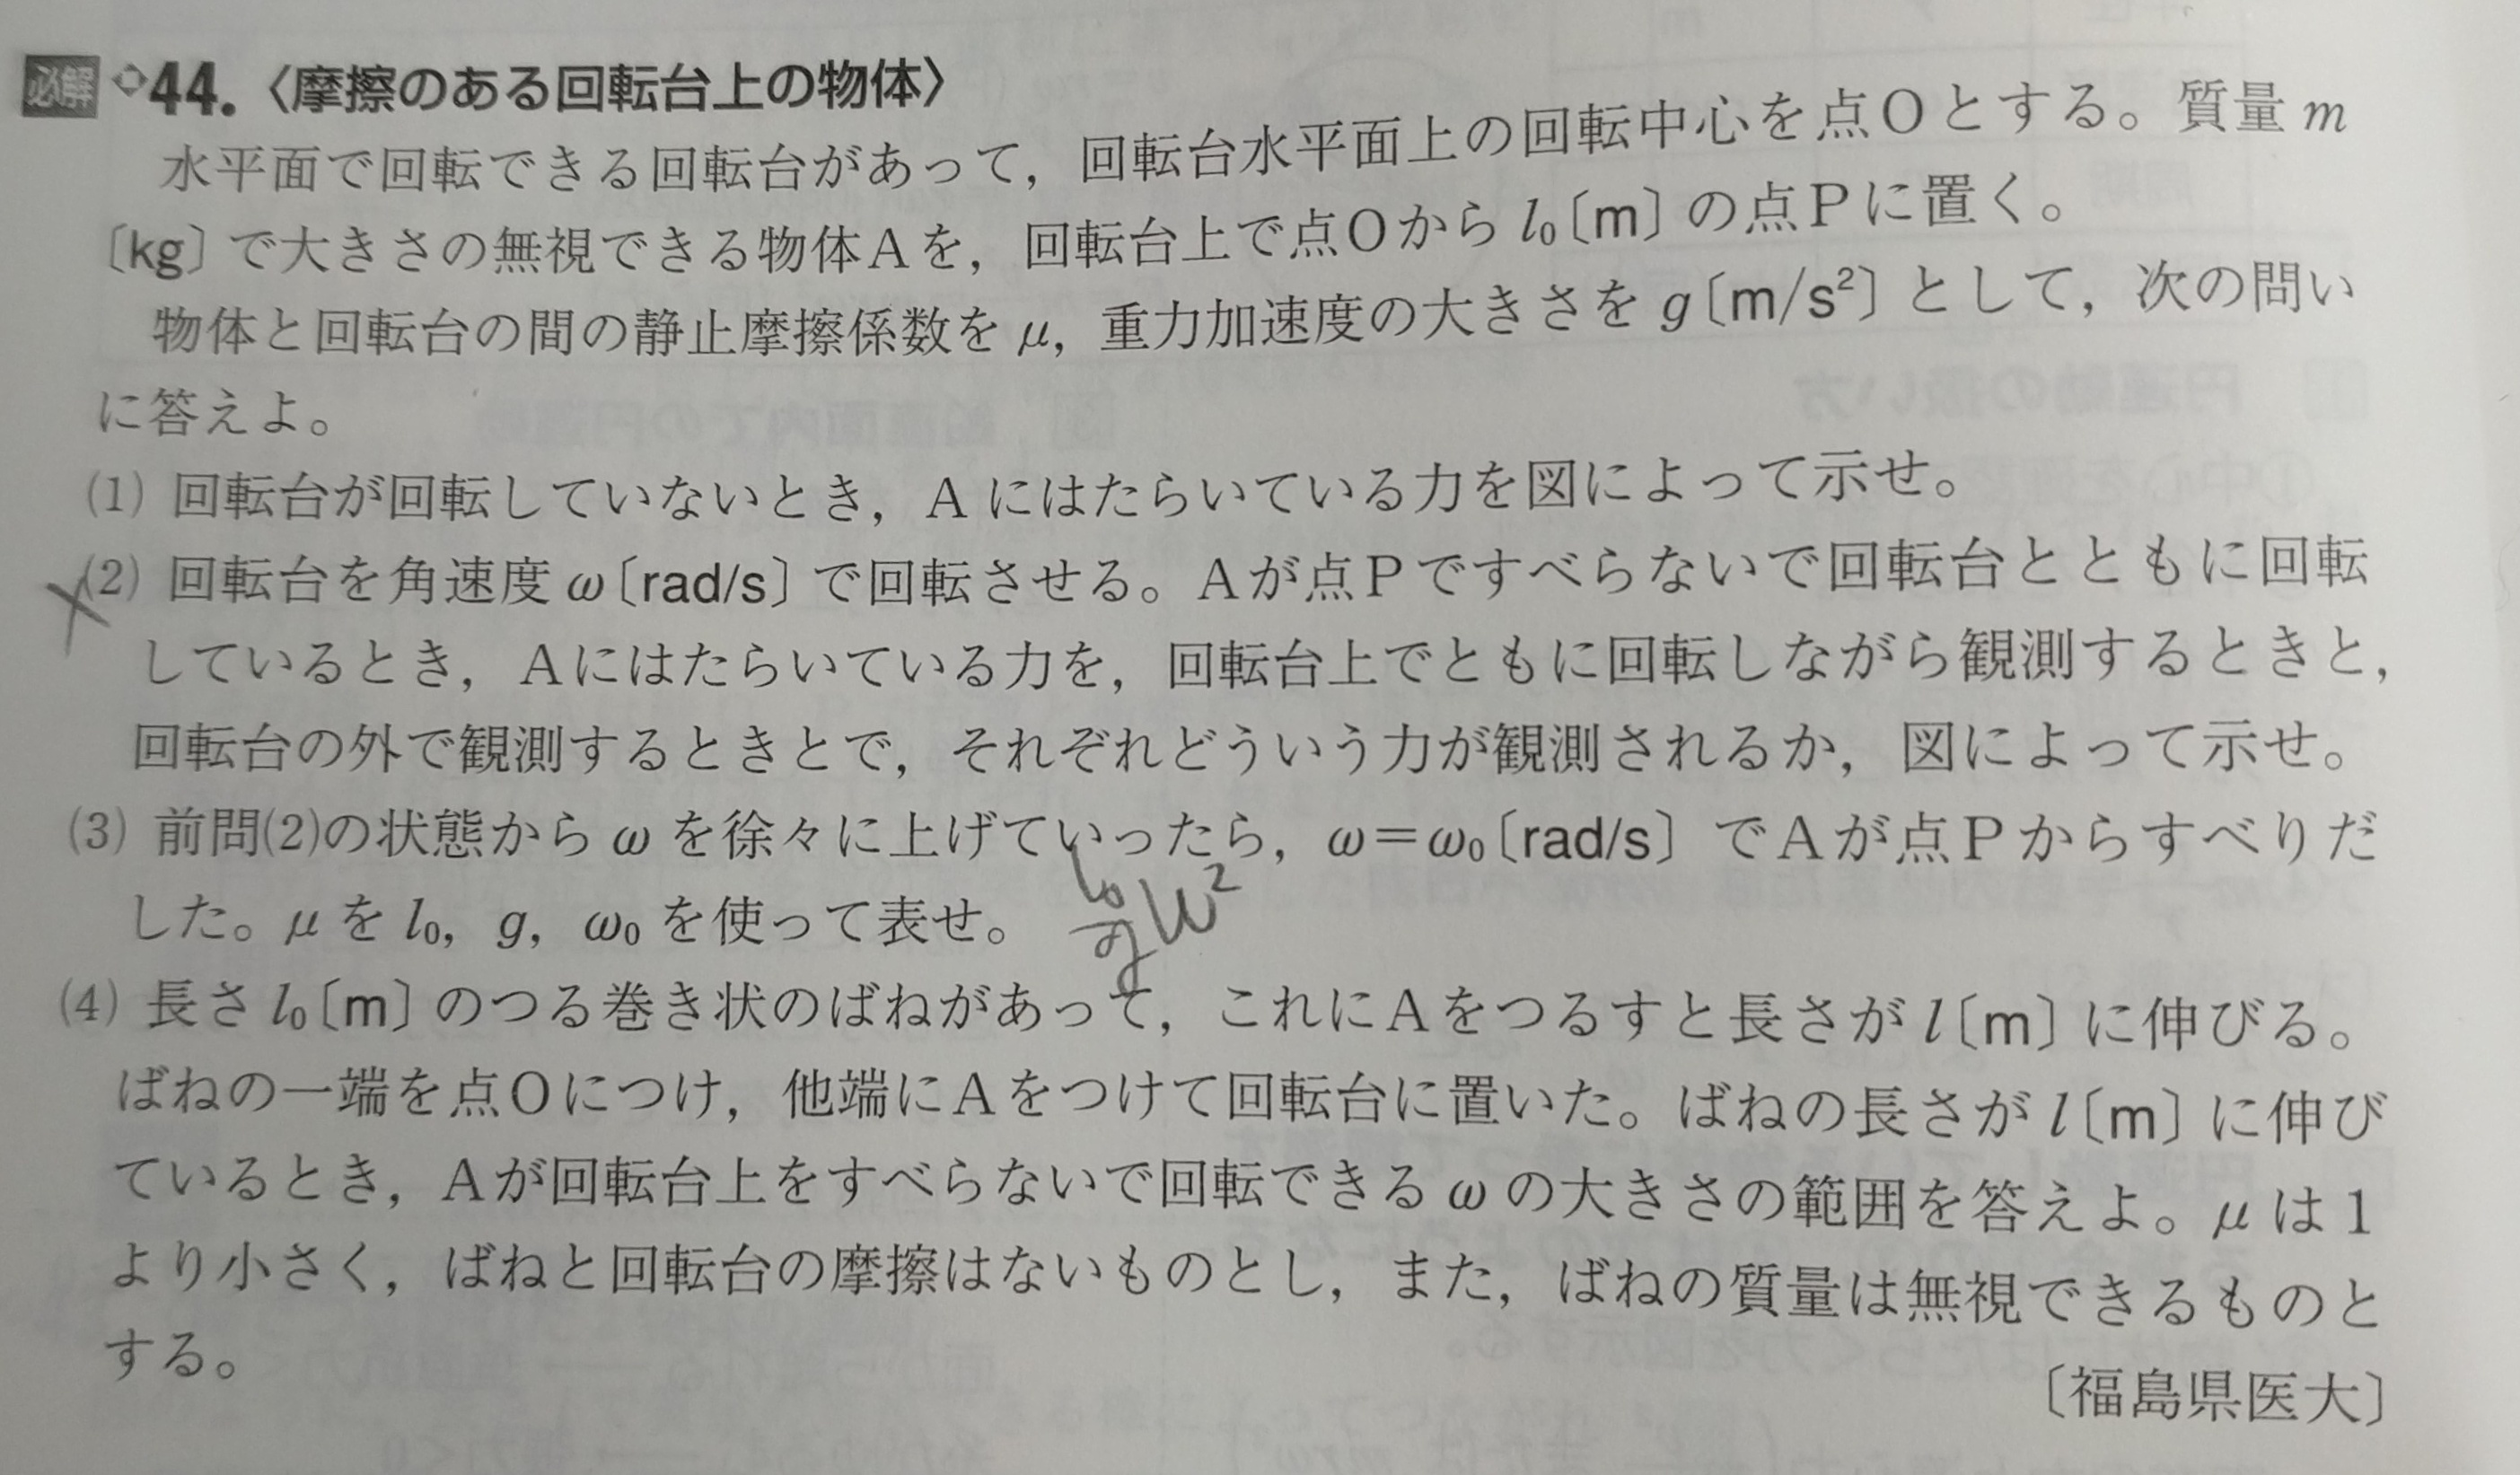 必解 44.〈摩擦のある回転台上の物体〉
水平面で回転できる回転台があって，回転台水平面上の回転中心を点Oとする。質量 m
〔kg〕で大きさの無視できる物体Aを，回転台上で点Oから l₀〔m〕の点Pに置く。
物体と回転台の間の静止摩擦係数を μ，重力加速度の大きさを g〔m/s²〕として，次の問い
に答えよ。
(1) 回転台が回転していないとき，A にはたらいている力を図によって示せ。
(2) 回転台を角速度 ω〔rad/s〕で回転させる。Aが点Pですべらないで回転台とともに回転
しているとき，Aにはたらいている力を，回転台上でともに回転しながら観測するときと，
回転台の外で観測するときとで，それぞれどういう力が観測されるか，図によって示せ。
(3) 前問(2)の状態から ω を徐々に上げていったら，ω＝ω₀〔rad/s〕でAが点Pからすべりだ
した。μ を l₀，g，ω₀ を使って表せ。
l₀/g ω²
(4) 長さ l₀〔m〕のつる巻き状のばねがあって，これにAをつるすと長さが l〔m〕に伸びる。
ばねの一端を点Oにつけ，他端にAをつけて回転台に置いた。ばねの長さが l〔m〕に伸び
ているとき，Aが回転台上をすべらないで回転できる ω の大きさの範囲を答えよ。μ は 1
より小さく，ばねと回転台の摩擦はないものとし，また，ばねの質量は無視できるものと
する。
〔福島県医大〕